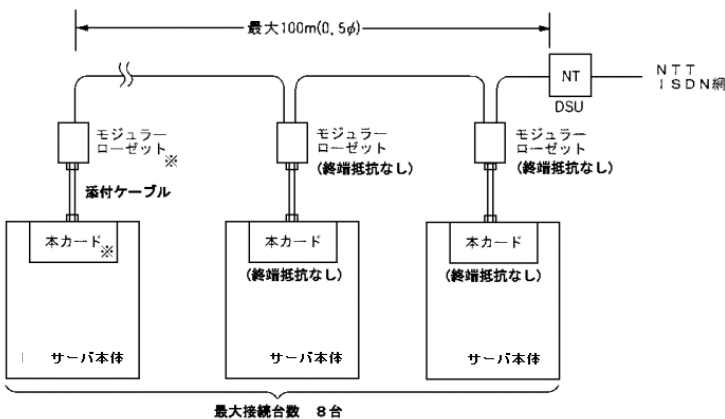 最大100m(0.5φ)
NT
DSU
NTT
ISDN網
モジュラー
ローゼット※
モジュラー
ローゼット
(終端抵抗なし)
モジュラー
ローゼット
(終端抵抗なし)
添付ケーブル
本カード※
本カード
(終端抵抗なし)
本カード
(終端抵抗なし)
サーバ本体
サーバ本体
サーバ本体
最大接続台数 8台